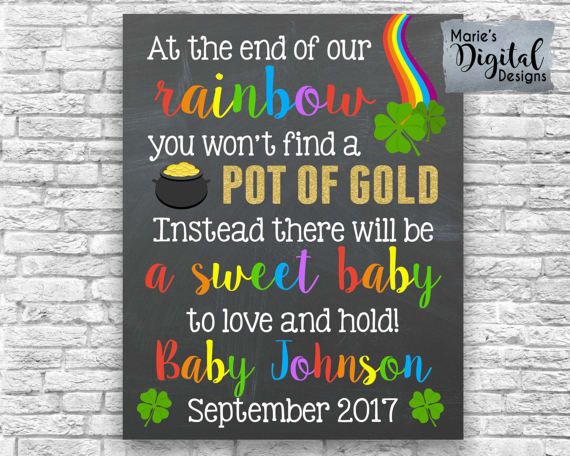 Marie's
Digital
Designs
At the end of our
rainbow
you won't find a
POT OF GOLD
Instead there will be
a sweet baby
to love and hold!
Baby Johnson
September 2017